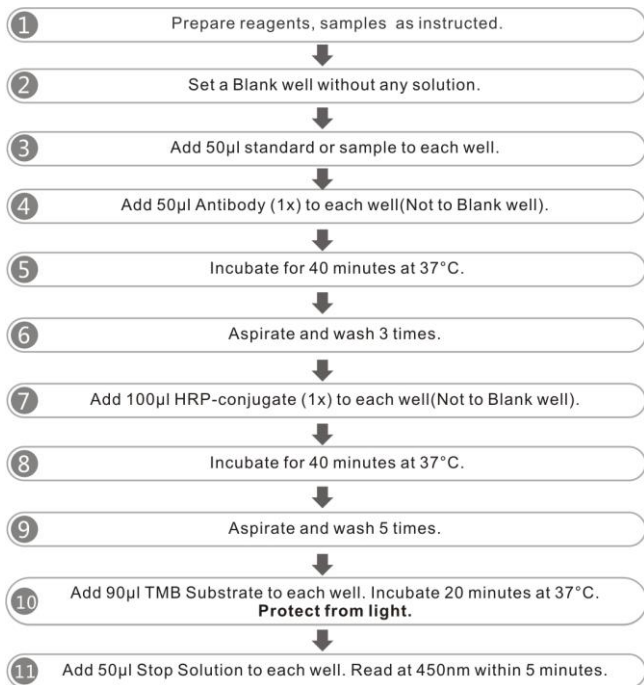 1 Prepare reagents, samples as instructed.
2 Set a Blank well without any solution.
3 Add 50μl standard or sample to each well.
4 Add 50μl Antibody (1x) to each well(Not to Blank well).
5 Incubate for 40 minutes at 37°C.
6 Aspirate and wash 3 times.
7 Add 100μl HRP-conjugate (1x) to each well(Not to Blank well).
8 Incubate for 40 minutes at 37°C.
9 Aspirate and wash 5 times.
10 Add 90μl TMB Substrate to each well. Incubate 20 minutes at 37°C.
Protect from light.
11 Add 50μl Stop Solution to each well. Read at 450nm within 5 minutes.